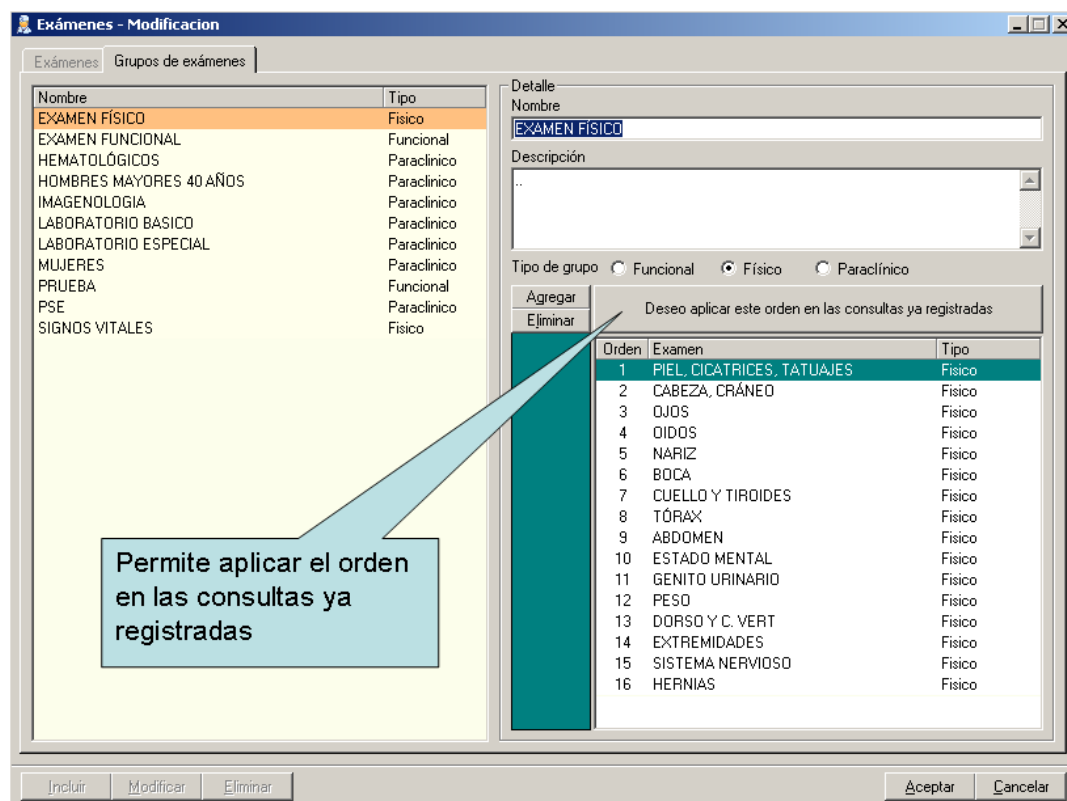 Exámenes - Modificacion
Exámenes Grupos de exámenes
Nombre Tipo
EXAMEN FÍSICO Fisico
EXAMEN FUNCIONAL Funcional
HEMATOLÓGICOS Paraclinico
HOMBRES MAYORES 40 AÑOS Paraclinico
IMAGENOLOGIA Paraclinico
LABORATORIO BASICO Paraclinico
LABORATORIO ESPECIAL Paraclinico
MUJERES Paraclinico
PRUEBA Funcional
PSE Paraclinico
SIGNOS VITALES Fisico
Detalle
Nombre
EXAMEN FÍSICO
Descripción
..
Tipo de grupo Funcional Físico Paraclínico
Agregar
Eliminar
Deseo aplicar este orden en las consultas ya registradas
Orden Examen Tipo
1 PIEL, CICATRICES, TATUAJES Fisico
2 CABEZA, CRÁNEO Fisico
3 OJOS Fisico
4 OIDOS Fisico
5 NARIZ Fisico
6 BOCA Fisico
7 CUELLO Y TIROIDES Fisico
8 TÓRAX Fisico
9 ABDOMEN Fisico
10 ESTADO MENTAL Fisico
11 GENITO URINARIO Fisico
12 PESO Fisico
13 DORSO Y C. VERT Fisico
14 EXTREMIDADES Fisico
15 SISTEMA NERVIOSO Fisico
16 HERNIAS Fisico
Permite aplicar el orden
en las consultas ya
registradas
Incluir Modificar Eliminar Aceptar Cancelar